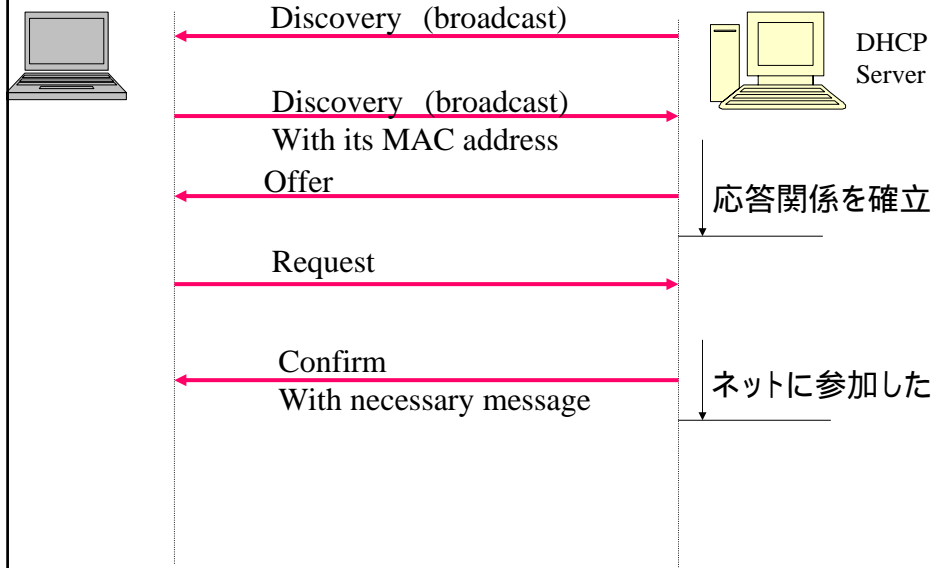 Discovery (broadcast)
DHCP
Server
Discovery (broadcast)
With its MAC address
Offer
応答関係を確立
Request
Confirm
With necessary message
ネットに参加した